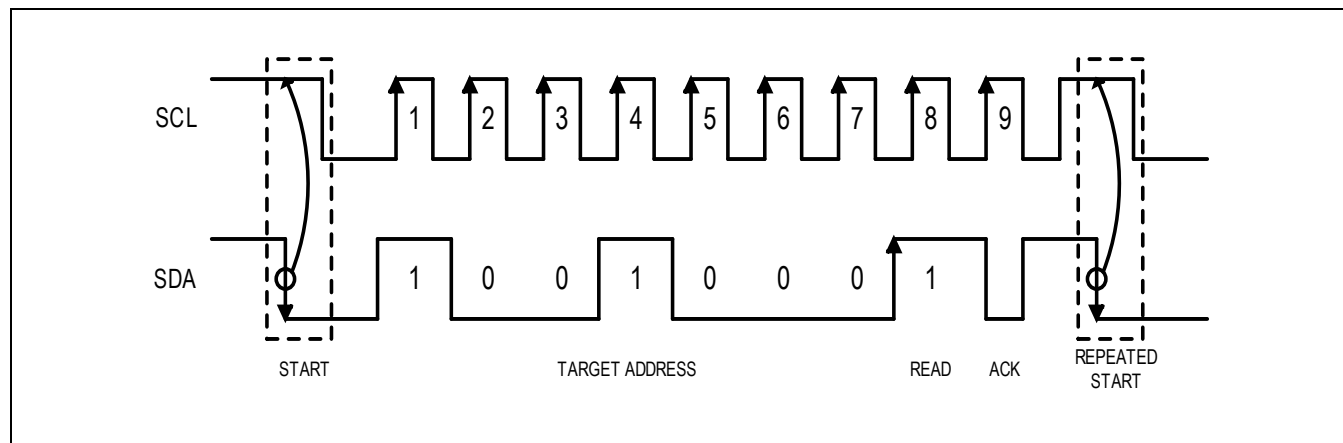 SCL
1 2 3 4 5 6 7 8 9
SDA
1 0 0 1 0 0 0 1
START
TARGET ADDRESS
READ
ACK
REPEATED
START